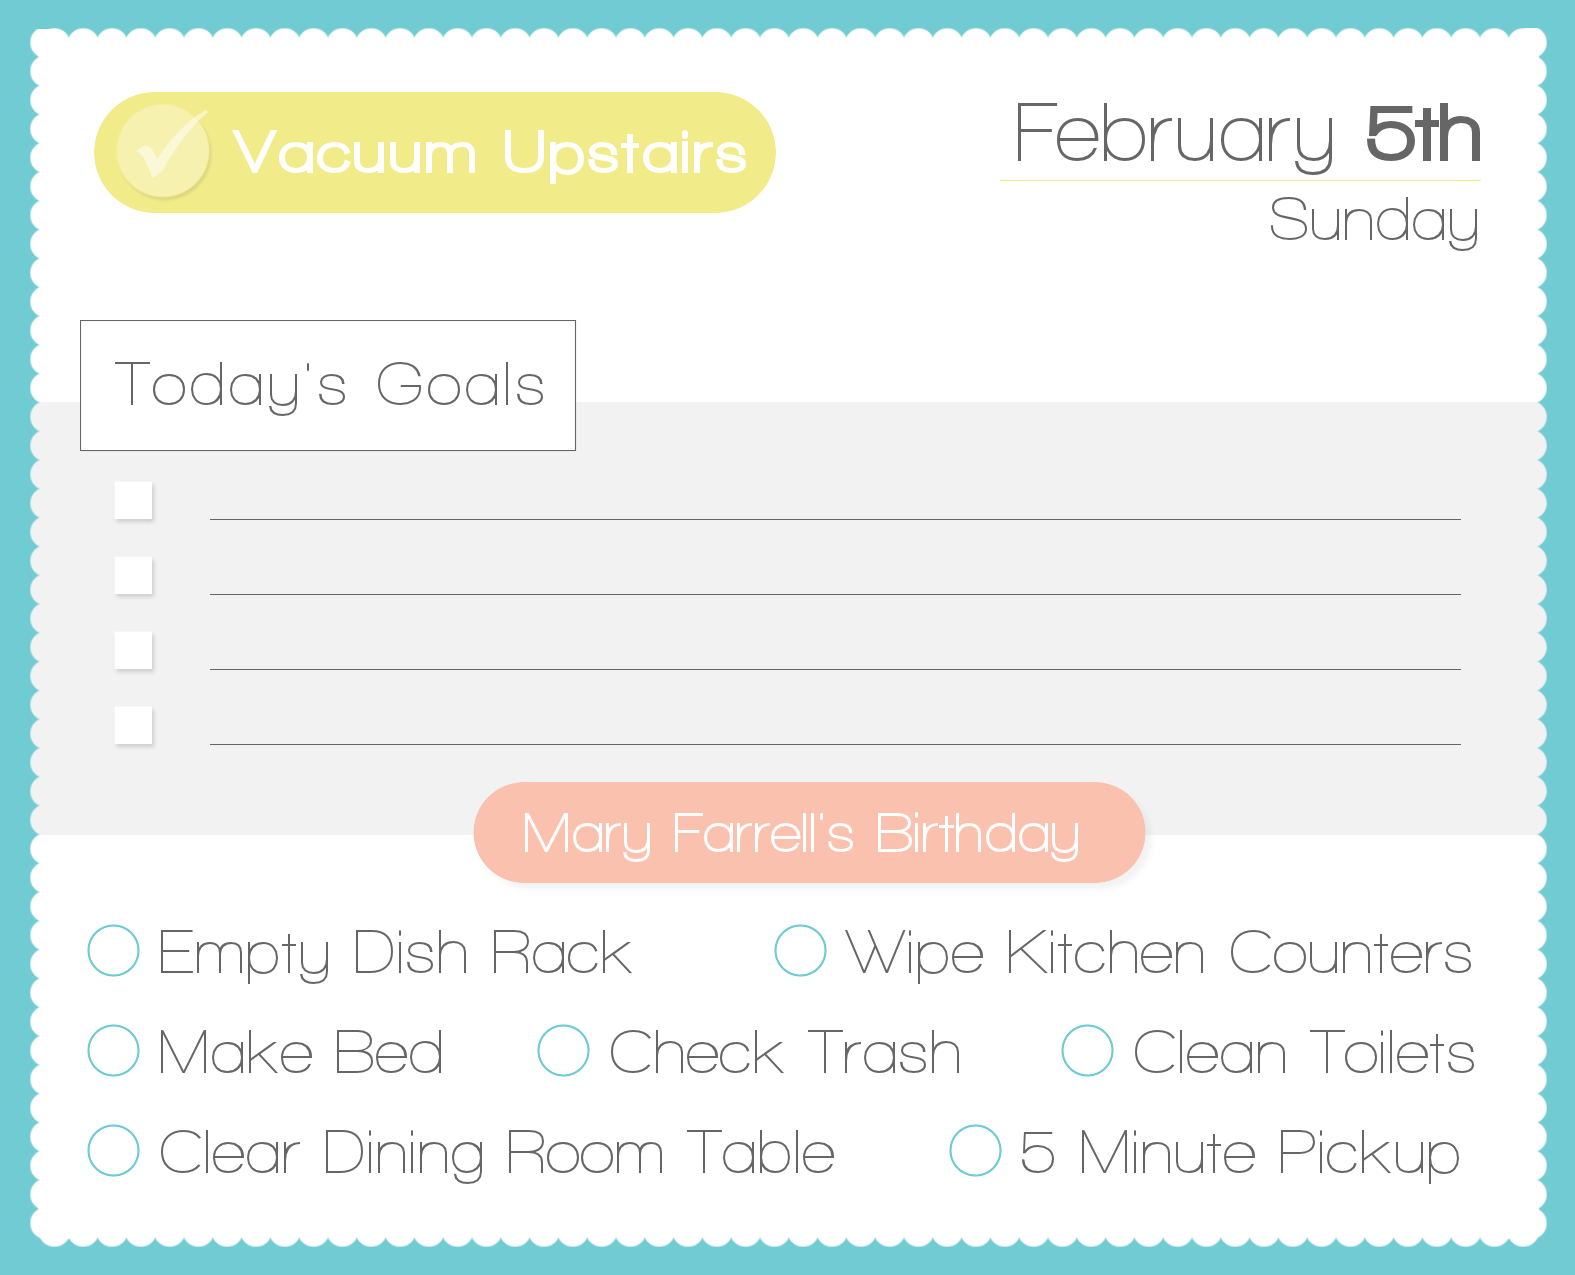 Vacuum Upstairs
February 5th
Sunday
Today's Goals
Mary Farrell's Birthday
Empty Dish Rack
Wipe Kitchen Counters
Make Bed
Check Trash
Clean Toilets
Clear Dining Room Table
5 Minute Pickup